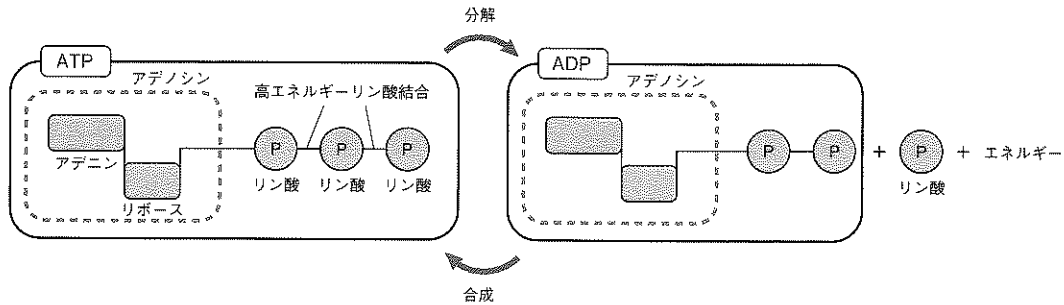 分解
ATP
アデノシン
高エネルギーリン酸結合
アデニン
リボース
P P P
リン酸 リン酸 リン酸
ADP
アデノシン
P P + P + エネルギー
リン酸
合成